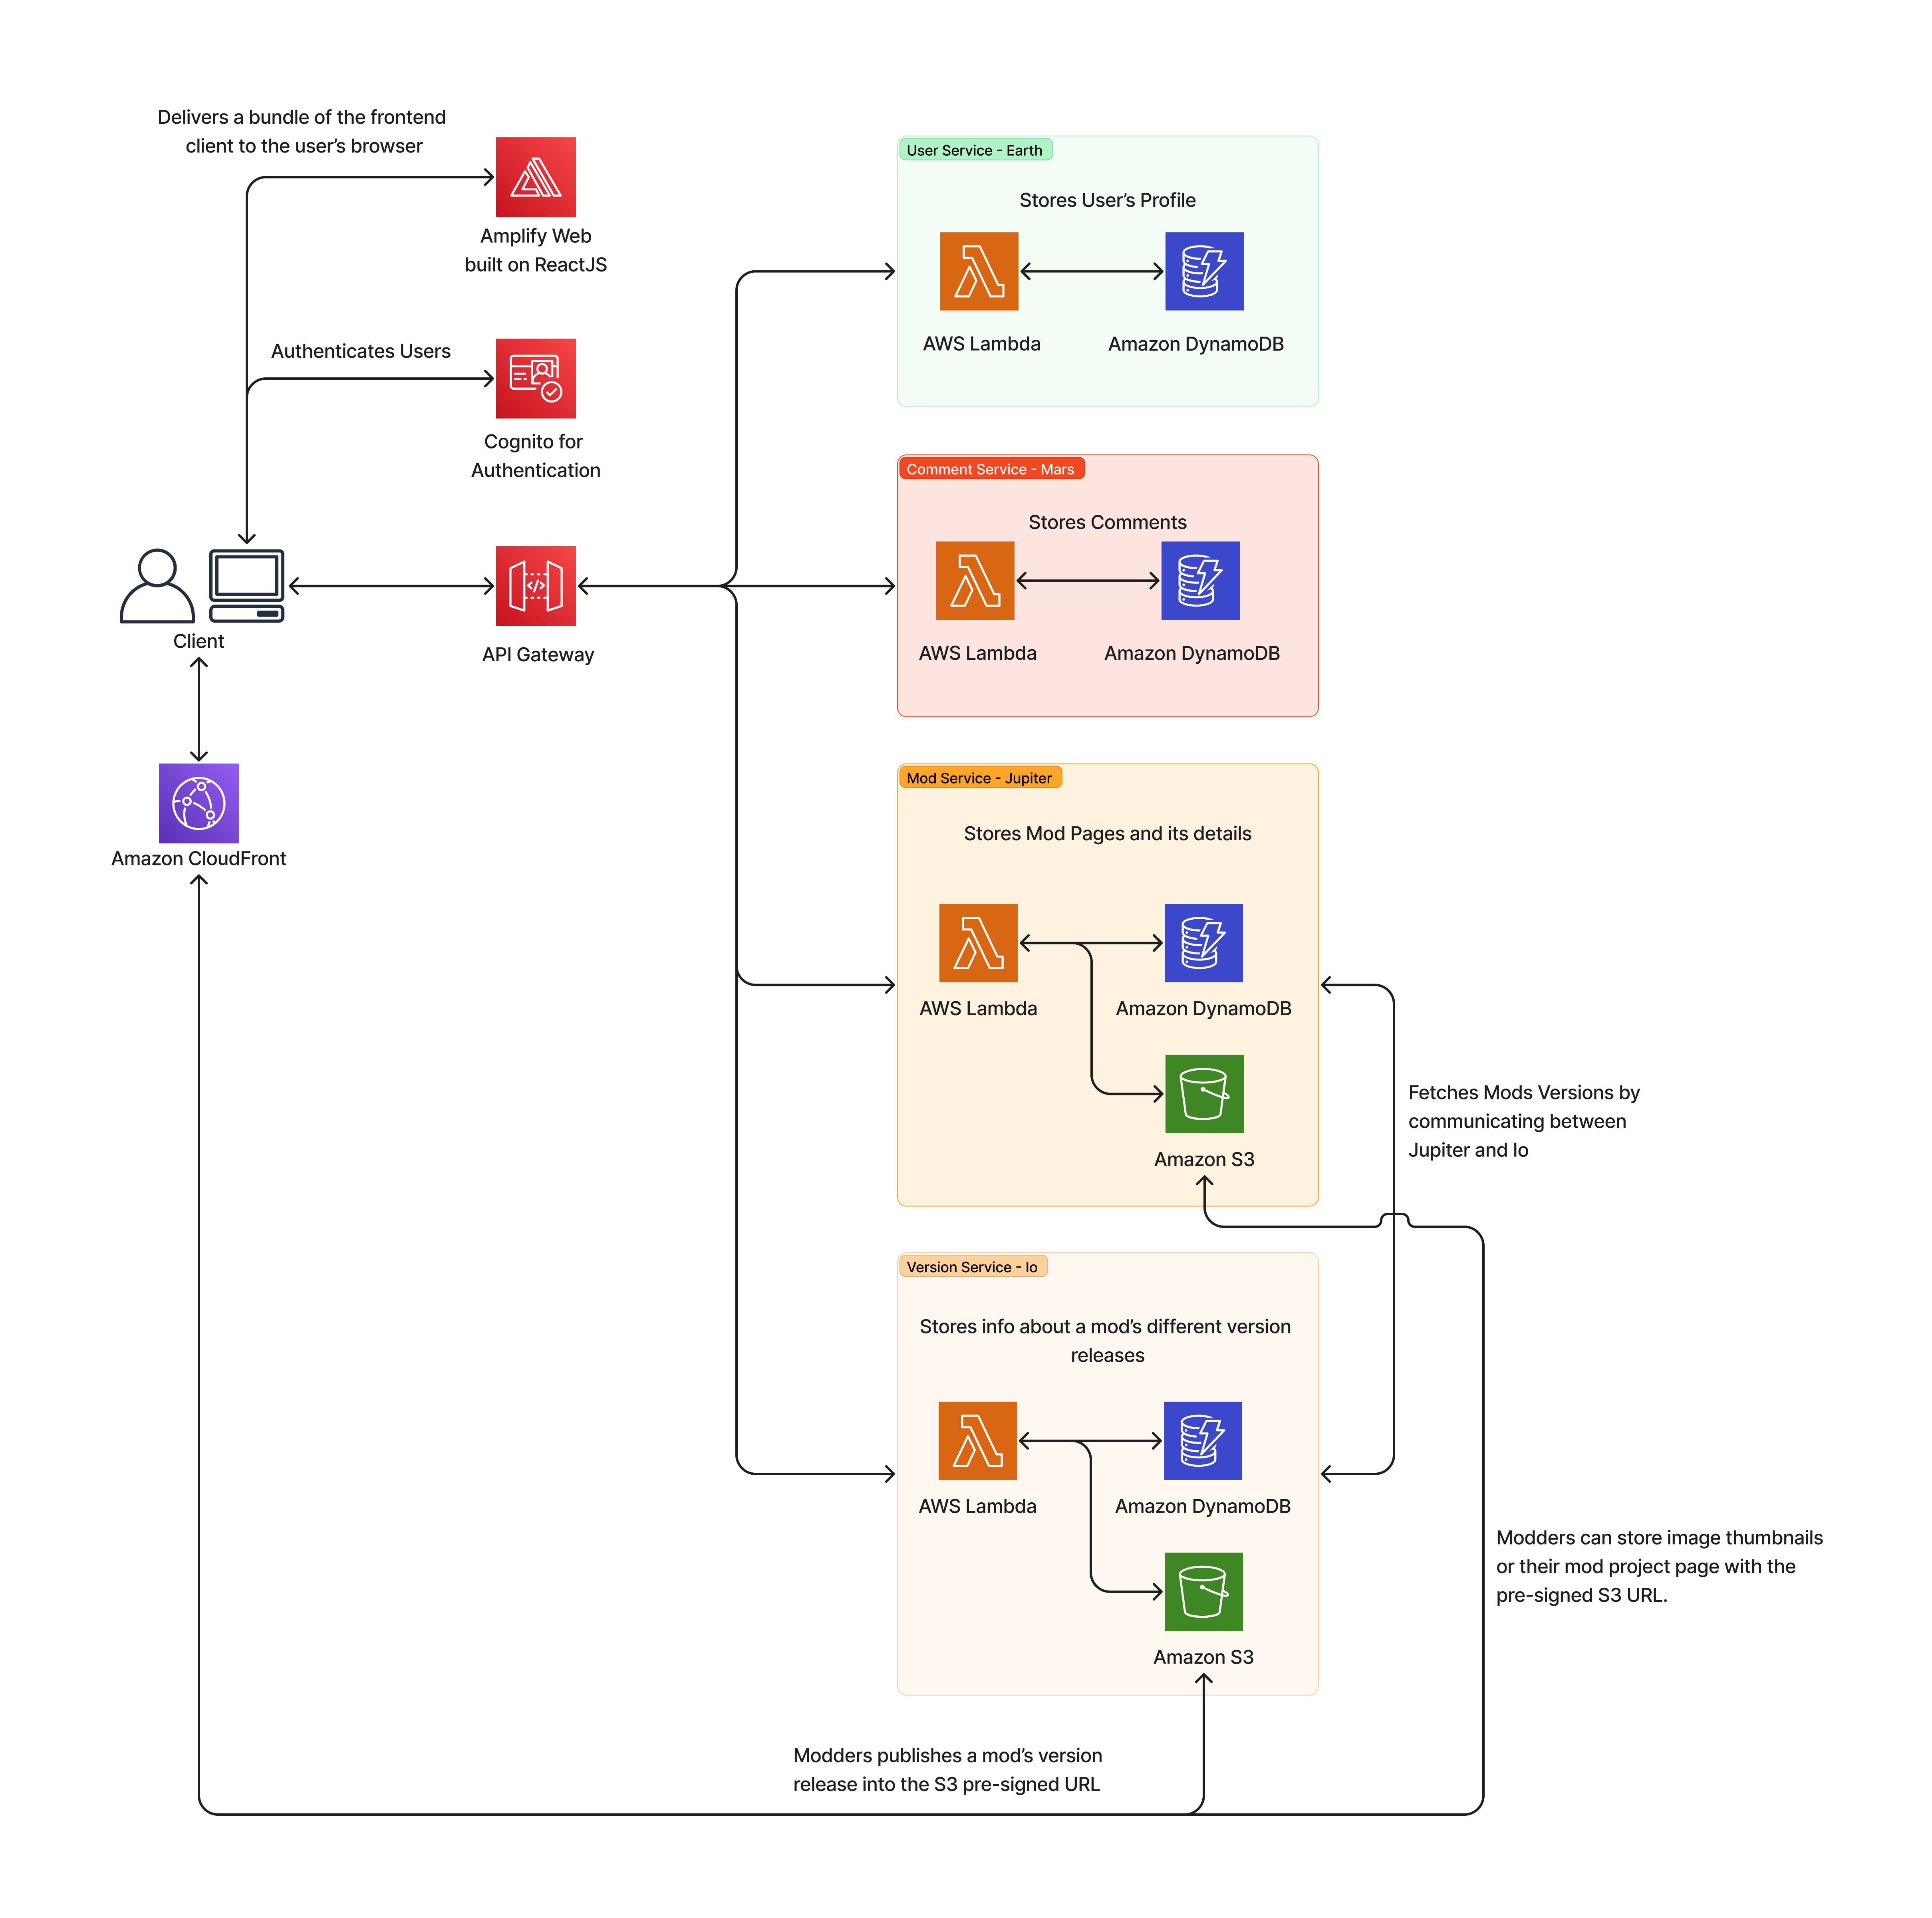 Delivers a bundle of the frontend
client to the user’s browser
Amplify Web
built on ReactJS
Authenticates Users
Cognito for
Authentication
Client
API Gateway
Amazon CloudFront
User Service - Earth
Stores User’s Profile
AWS Lambda
Amazon DynamoDB
Comment Service - Mars
Stores Comments
AWS Lambda
Amazon DynamoDB
Mod Service - Jupiter
Stores Mod Pages and its details
AWS Lambda
Amazon DynamoDB
Amazon S3
Fetches Mods Versions by
communicating between
Jupiter and Io
Version Service - Io
Stores info about a mod’s different version
releases
AWS Lambda
Amazon DynamoDB
Amazon S3
Modders can store image thumbnails
or their mod project page with the
pre-signed S3 URL.
Modders publishes a mod’s version
release into the S3 pre-signed URL